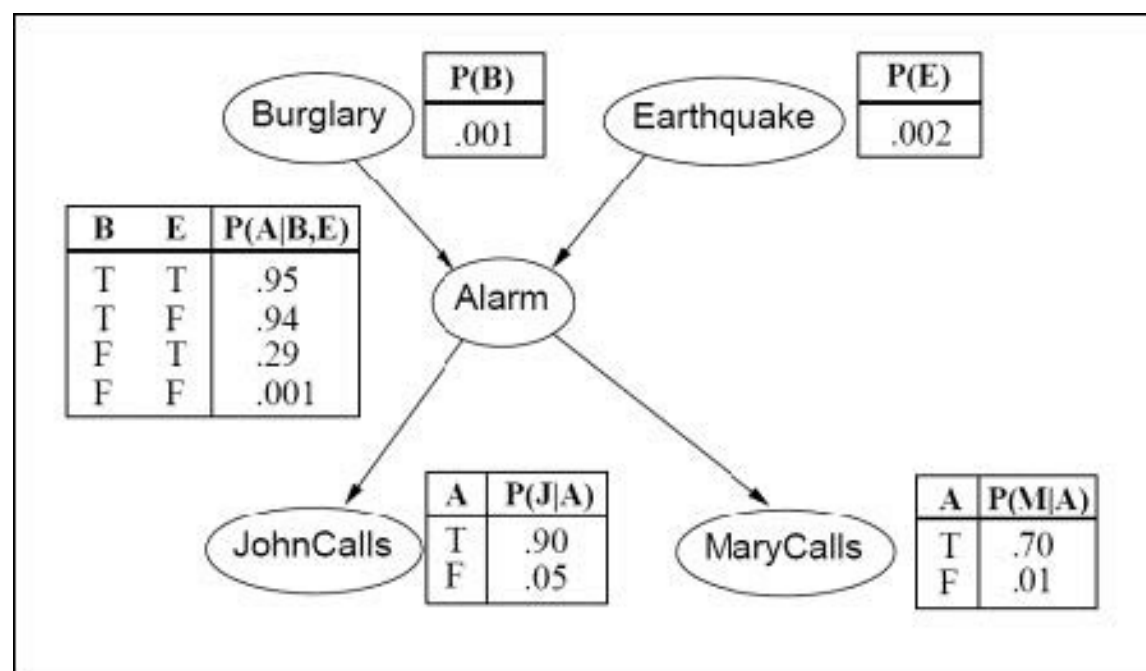 Burglary
P(B)
.001
Earthquake
P(E)
.002
B E P(A|B,E)
T T .95
T F .94
F T .29
F F .001
Alarm
JohnCalls
A P(J|A)
T .90
F .05
MaryCalls
A P(M|A)
T .70
F .01